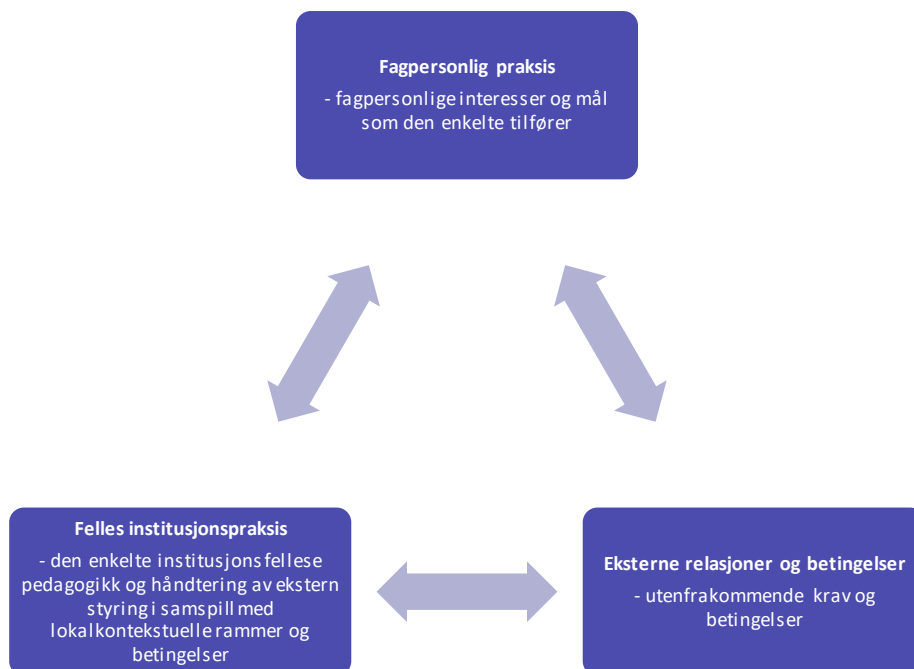 Fagpersonlig praksis
- fagpersonlige interesser og mål
som den enkelte tilfører
Felles institusjonspraksis
- den enkelte institusjons fellese
pedagogikk og håndtering av ekstern
styring i samspill med
lokalkontekstuelle rammer og
betingelser
Eksterne relasjoner og betingelser
- utenfrakommende krav og
betingelser